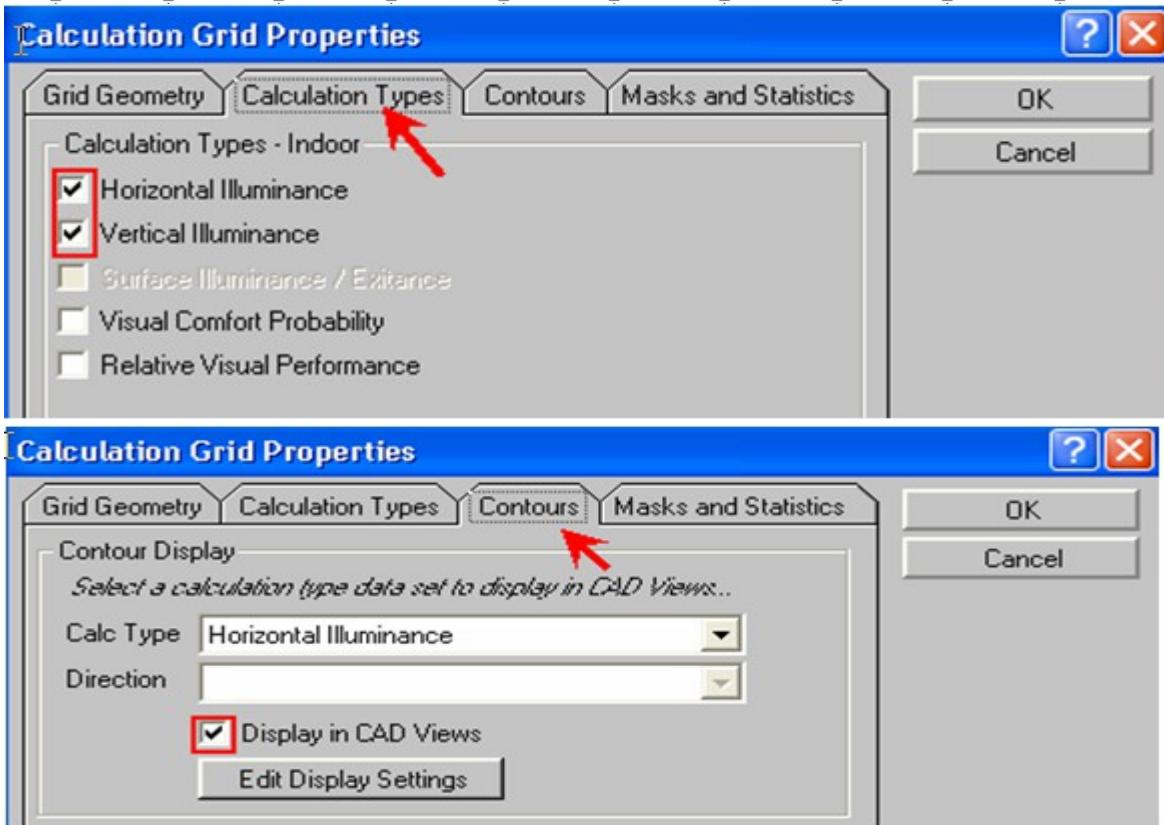 Calculation Grid Properties
Grid Geometry Calculation Types Contours Masks and Statistics OK
Calculation Types - Indoor Cancel
Horizontal Illuminance
Vertical Illuminance
Surface Illuminance / Exitance
Visual Comfort Probability
Relative Visual Performance
Calculation Grid Properties
Grid Geometry Calculation Types Contours Masks and Statistics OK
Contour Display Cancel
Select a calculation type data set to display in CAD Views...
Calc Type Horizontal Illuminance
Direction
Display in CAD Views
Edit Display Settings